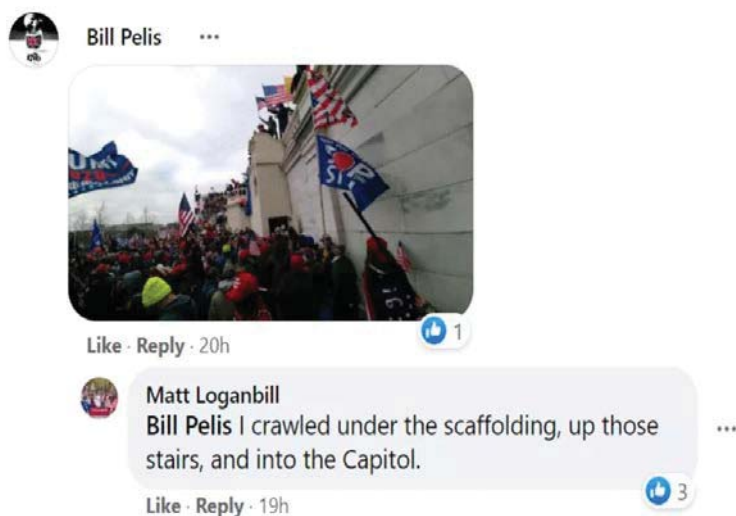 Bill Pelis ...
Like · Reply · 20h
1
Matt Loganbill
Bill Pelis I crawled under the scaffolding, up those
stairs, and into the Capitol.
...
3
Like · Reply · 19h